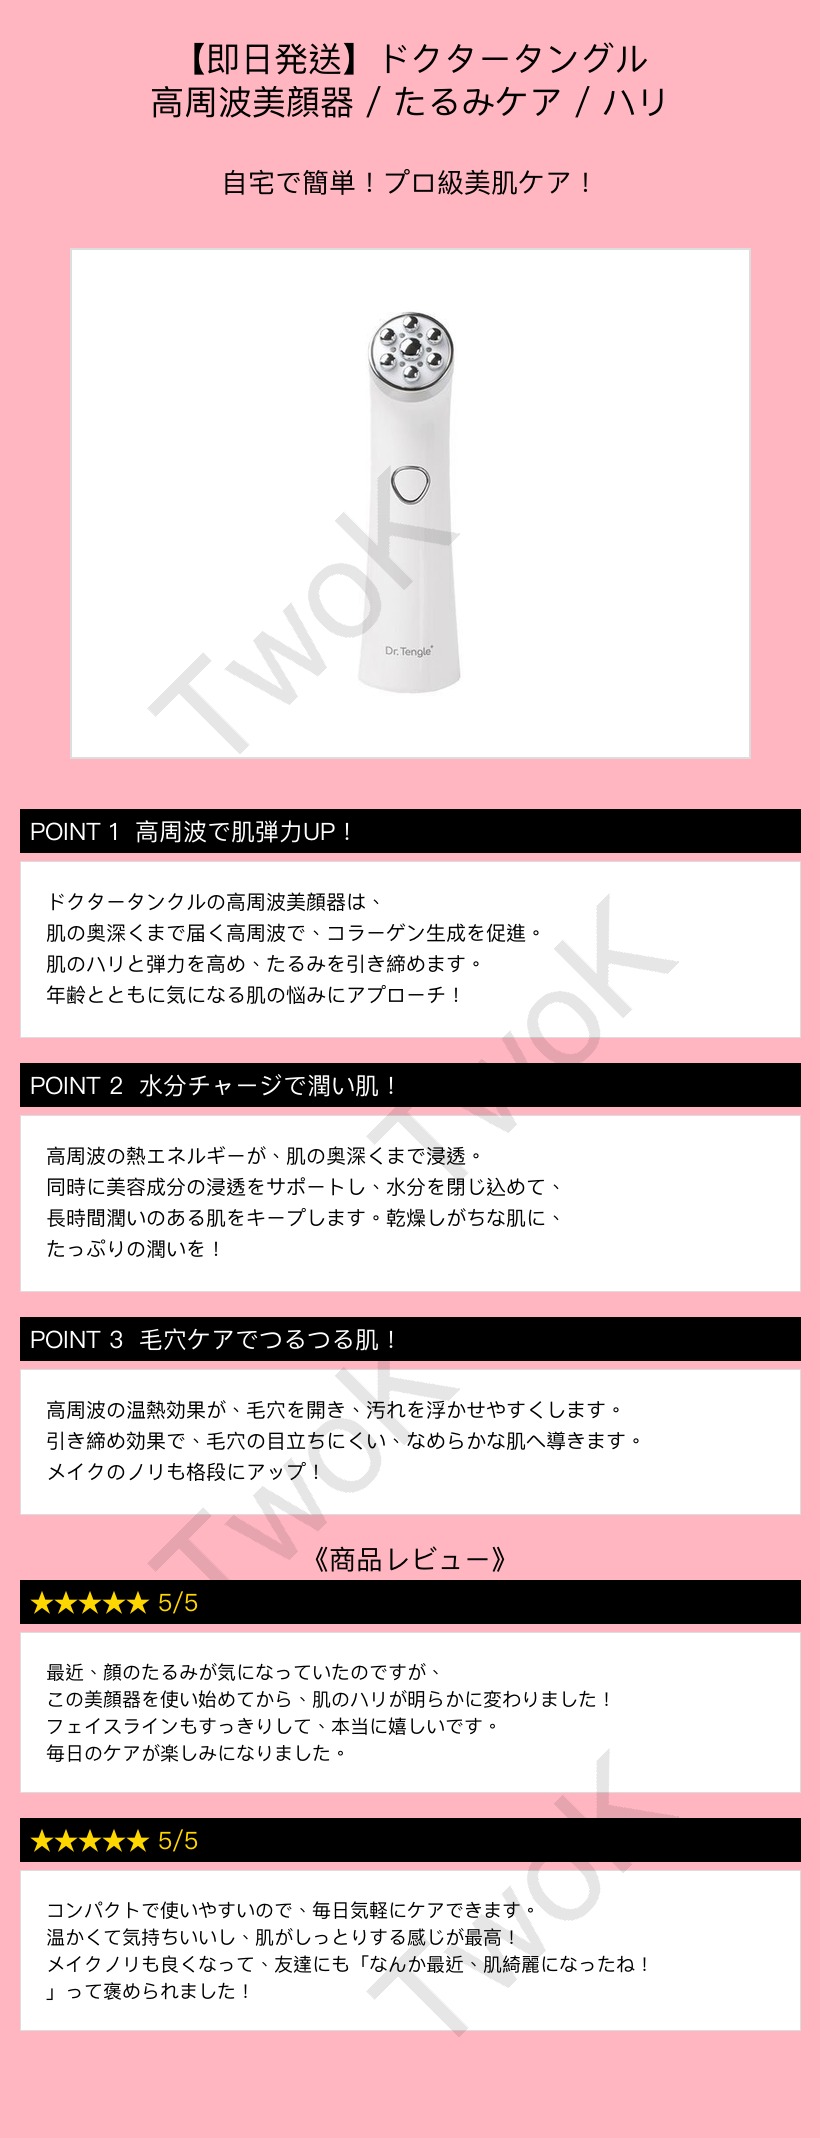 【即日発送】ドクタータングル
高周波美顔器 / たるみケア / ハリ
自宅で簡単！プロ級美肌ケア！
Dr. Tengle
TwoK
POINT 1 高周波で肌弾力UP！
ドクタータンクルの高周波美顔器は、
肌の奥深くまで届く高周波で、コラーゲン生成を促進。
肌のハリと弾力を高め、たるみを引き締めます。
年齢とともに気になる肌の悩みにアプローチ！
TwoK
POINT 2 水分チャージで潤い肌！
高周波の熱エネルギーが、肌の奥深くまで浸透。
同時に美容成分の浸透をサポートし、水分を閉じ込めて、
長時間潤いのある肌をキープします。乾燥しがちな肌に、
たっぷりの潤いを！
POINT 3 毛穴ケアでつるつる肌！
高周波の温熱効果が、毛穴を開き、汚れを浮かせやすくします。
引き締め効果で、毛穴の目立ちにくい、なめらかな肌へ導きます。
メイクのノリも格段にアップ！
TwoK
《商品レビュー》
★★★★★ 5/5
最近、顔のたるみが気になっていたのですが、
この美顔器を使い始めてから、肌のハリが明らかに変わりました！
フェイスラインもすっきりして、本当に嬉しいです。
毎日のケアが楽しみになりました。
★★★★★ 5/5
コンパクトで使いやすいので、毎日気軽にケアできます。
温かくて気持ちいいし、肌がしっとりする感じが最高！
メイクノリも良くなって、友達にも「なんか最近、肌綺麗になったね！
」って褒められました！
TwoK